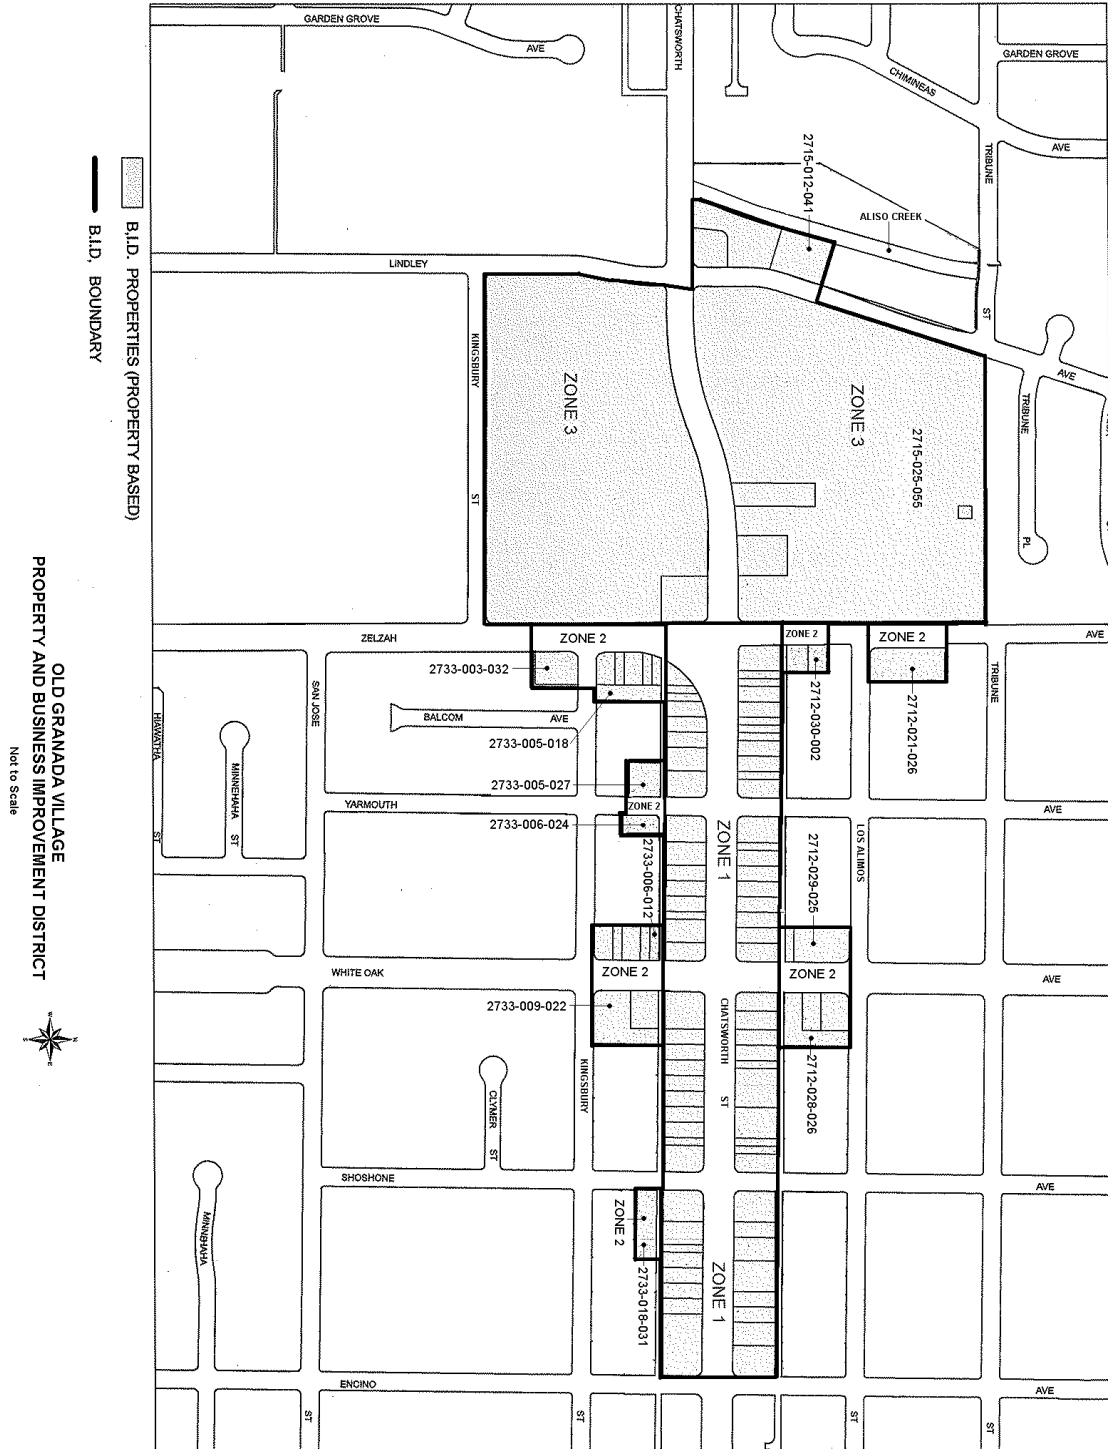 GARDEN GROVE
AVE
CHATSWORTH
CHIMINEAS
GARDEN GROVE
AVE
TRIBUNE
2715-012-041
ALISO CREEK
LINDLEY
ST
KINGSBURY
ST
ZONE 3
ZONE 3
2715-025-055
AVE
TRIBUNE
PL
B.I.D. PROPERTIES (PROPERTY BASED)
B.I.D. BOUNDARY
ZELZAH
ZONE 2
ZONE 2
ZONE 2
AVE
2733-003-032
2712-030-002
2712-021-026
TRIBUNE
SAN JOSE
BALCOM
AVE
2733-005-018
HIAWATHA
ST
MINNEHAHA
ST
2733-005-027
YARMOUTH
ZONE 2
AVE
2733-006-024
2733-006-012
ZONE 1
2712-029-025
LOS ALIMOS
WHITE OAK
ZONE 2
ZONE 2
AVE
2733-009-022
CHATSWORTH
ST
2712-028-026
KINGSBURY
CLYMER
ST
SHOSHONE
AVE
MINNEHAHA
ZONE 2
2733-018-031
ZONE 1
ENCINO
AVE
ST
ST
ST
ST
OLD GRANADA VILLAGE
PROPERTY AND BUSINESS IMPROVEMENT DISTRICT
Not to Scale
W
N
S
E